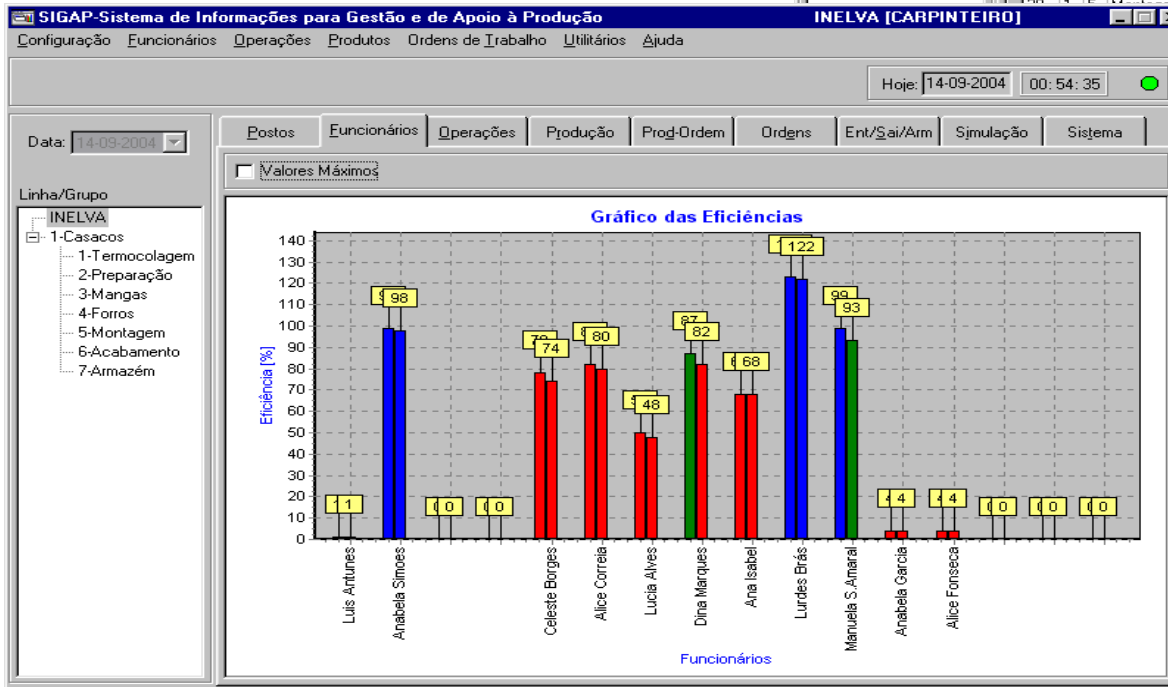 SIGAP-Sistema de Informações para Gestão e de Apoio à Produção INELVA [CARPINTEIRO]
Configuração Funcionários Operações Produtos Ordens de Trabalho Utilitários Ajuda
Hoje: 14-09-2004 00:54:35
Data: 14-09-2004
Postos Funcionários Operações Produção Prod-Ordem Ordens Ent/Sai/Arm Simulação Sistema
Valores Máximos
Linha/Grupo
INELVA
1-Casacos
1-Termocolagem
2-Preparação
3-Mangas
4-Forros
5-Montagem
6-Acabamento
7-Armazém
Gráfico das Eficiências
Eficiência [%]
140
130
120
110
100
90
80
70
60
50
40
30
20
10
0
1
98
0
0
74
80
48
87
82
68
122
99
93
4
4
0
0
0
Luis Antunes
Anabela Simoes
Celeste Borges
Alice Correia
Lucia Alves
Dina Marques
Ana Isabel
Lurdes Brás
Manuela S.Amaral
Anabela Garcia
Alice Fonseca
Funcionários